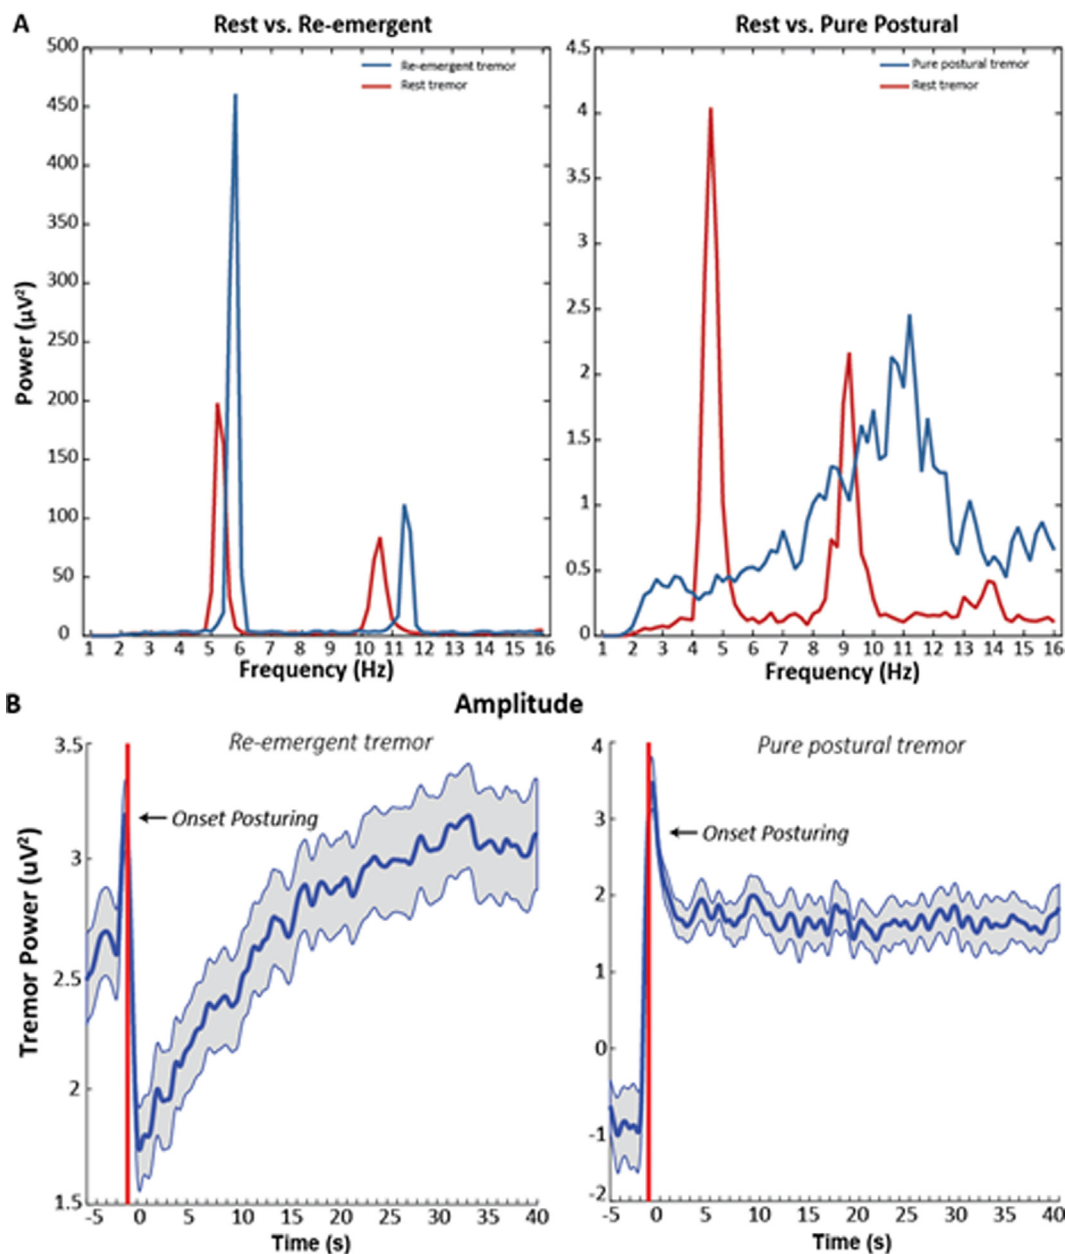 A
Rest vs. Re-emergent
Rest vs. Pure Postural
Power (µV²)
500
450
400
350
300
250
200
150
100
50
0
Re-emergent tremor
Rest tremor
1 2 3 4 5 6 7 8 9 10 11 12 13 14 15 16
Frequency (Hz)
4.5
4
3.5
3
2.5
2
1.5
1
0.5
0
Pure postural tremor
Rest tremor
1 2 3 4 5 6 7 8 9 10 11 12 13 14 15 16
Frequency (Hz)
B
Amplitude
Tremor Power (uV²)
3.5
3
2.5
2
1.5
Re-emergent tremor
Onset Posturing
-5 0 5 10 15 20 25 30 35 40
Time (s)
4
3
2
1
0
-1
-2
Pure postural tremor
Onset Posturing
-5 0 5 10 15 20 25 30 35 40
Time (s)